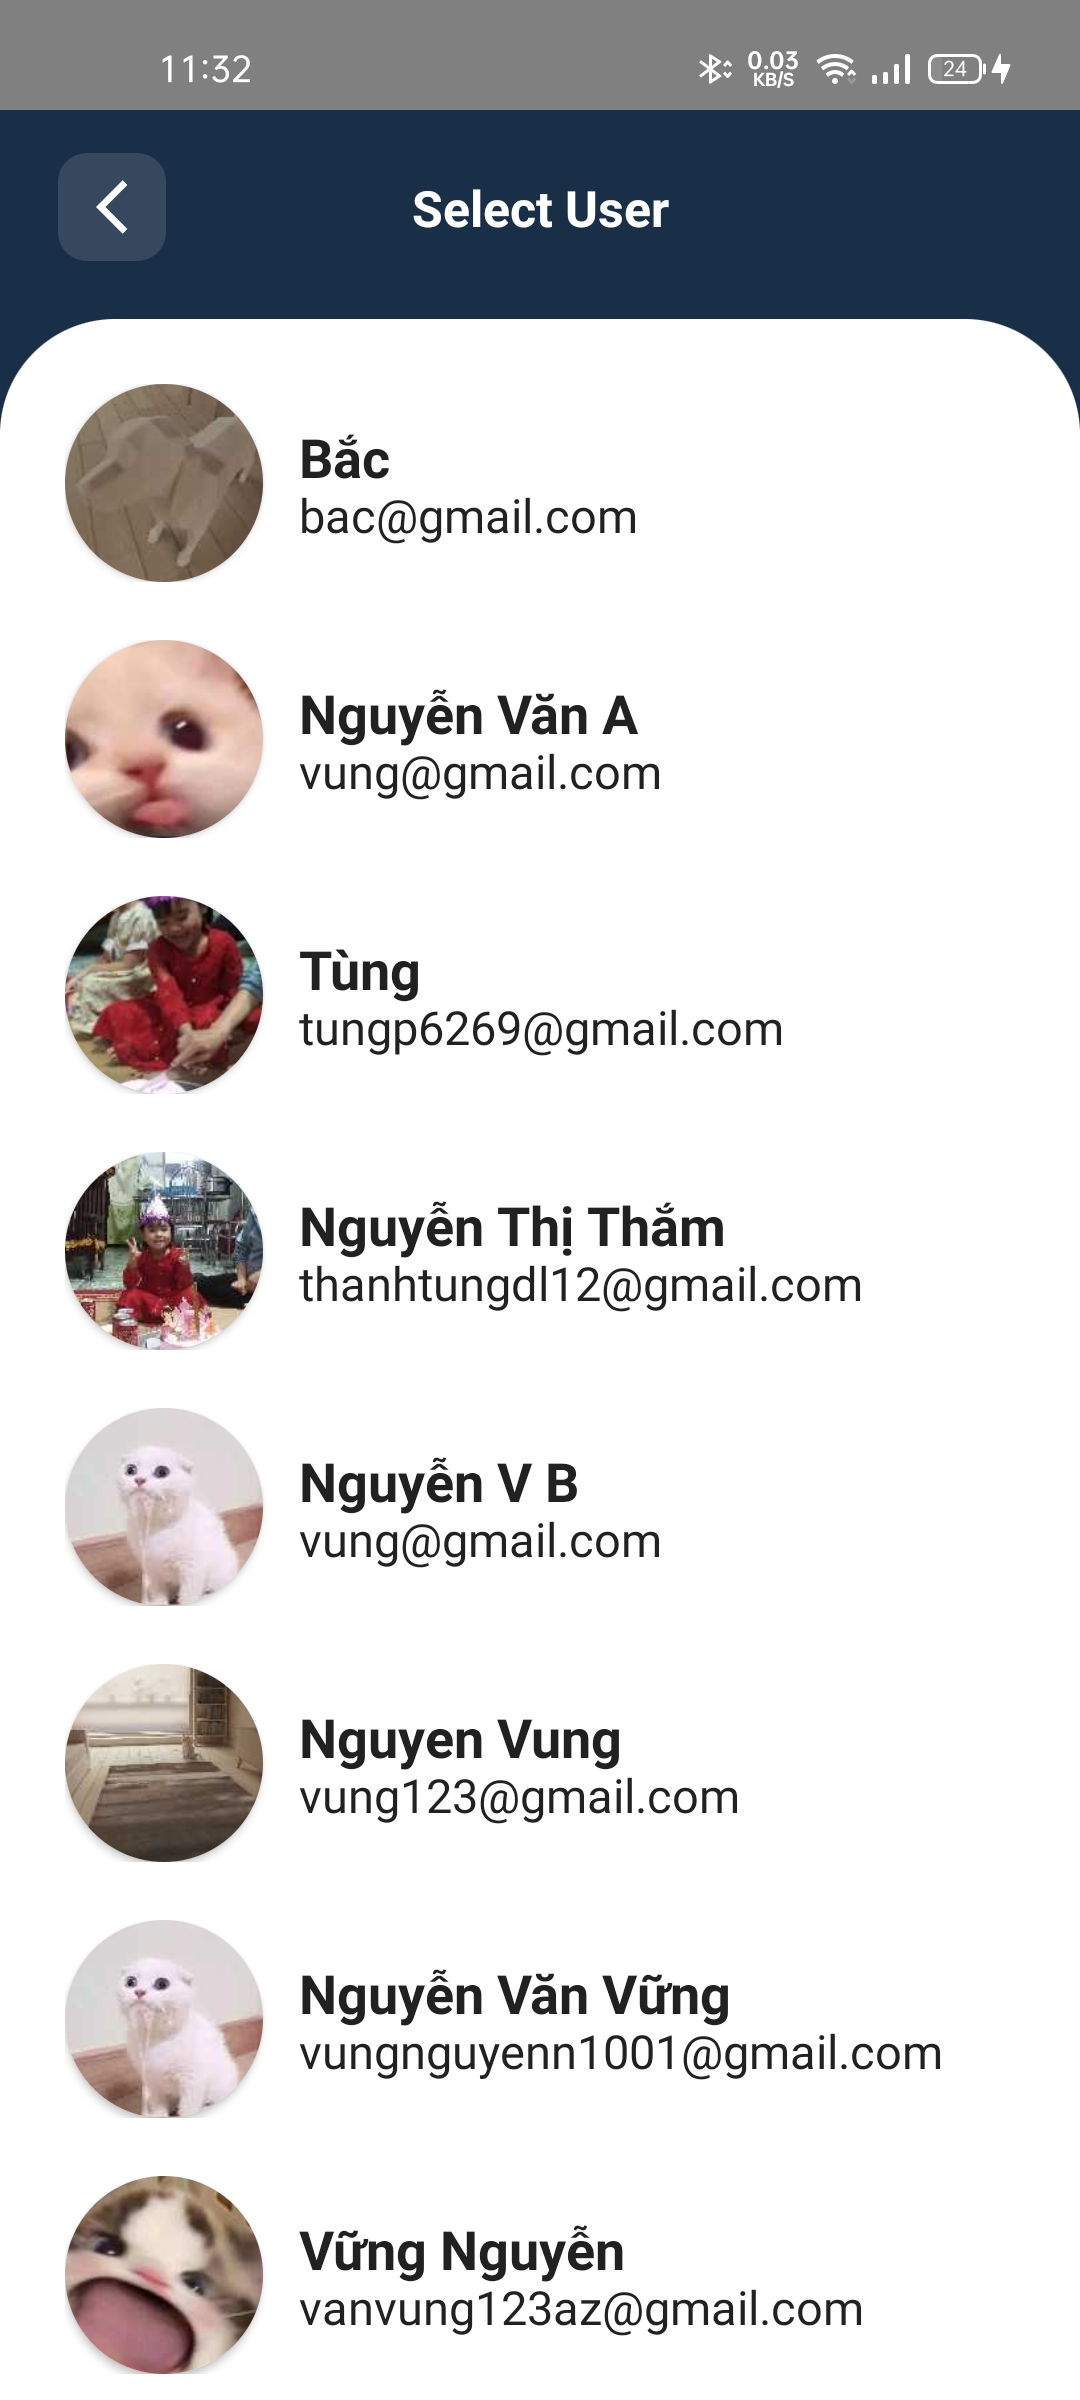 11:32
0.03
KB/S
24
Select User
Bắc
bac@gmail.com
Nguyễn Văn A
vung@gmail.com
Tùng
tungp6269@gmail.com
Nguyễn Thị Thắm
thanhtungdl12@gmail.com
Nguyễn V B
vung@gmail.com
Nguyen Vung
vung123@gmail.com
Nguyễn Văn Vững
vungnguyenn1001@gmail.com
Vững Nguyễn
vanvung123az@gmail.com